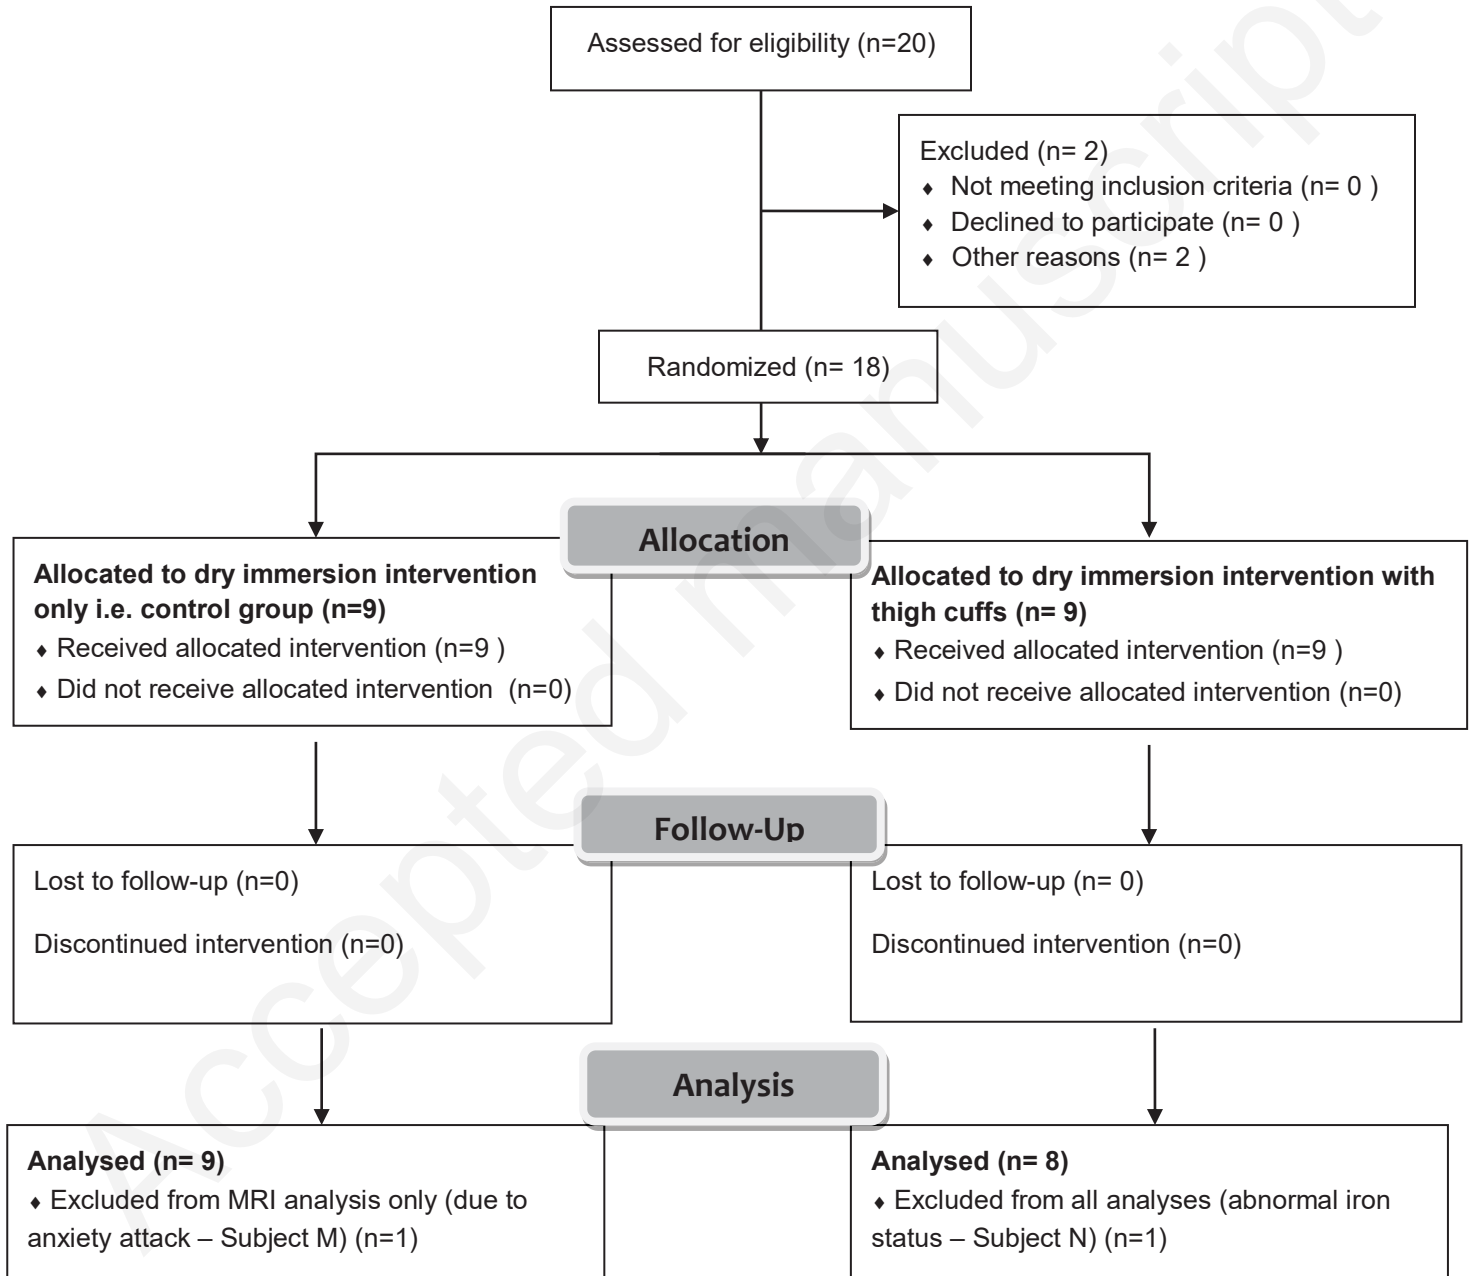 Assessed for eligibility (n=20)
Excluded (n= 2)
♦ Not meeting inclusion criteria (n= 0 )
♦ Declined to participate (n= 0 )
♦ Other reasons (n= 2 )
Randomized (n= 18)
Allocation
Allocated to dry immersion intervention
only i.e. control group (n=9)
♦ Received allocated intervention (n=9 )
♦ Did not receive allocated intervention (n=0)
Allocated to dry immersion intervention with
thigh cuffs (n= 9)
♦ Received allocated intervention (n=9 )
♦ Did not receive allocated intervention (n=0)
Follow-Up
Lost to follow-up (n=0)
Discontinued intervention (n=0)
Lost to follow-up (n= 0)
Discontinued intervention (n=0)
Analysis
Analysed (n= 9)
♦ Excluded from MRI analysis only (due to
anxiety attack – Subject M) (n=1)
Analysed (n= 8)
♦ Excluded from all analyses (abnormal iron
status – Subject N) (n=1)
Accepted manuscript